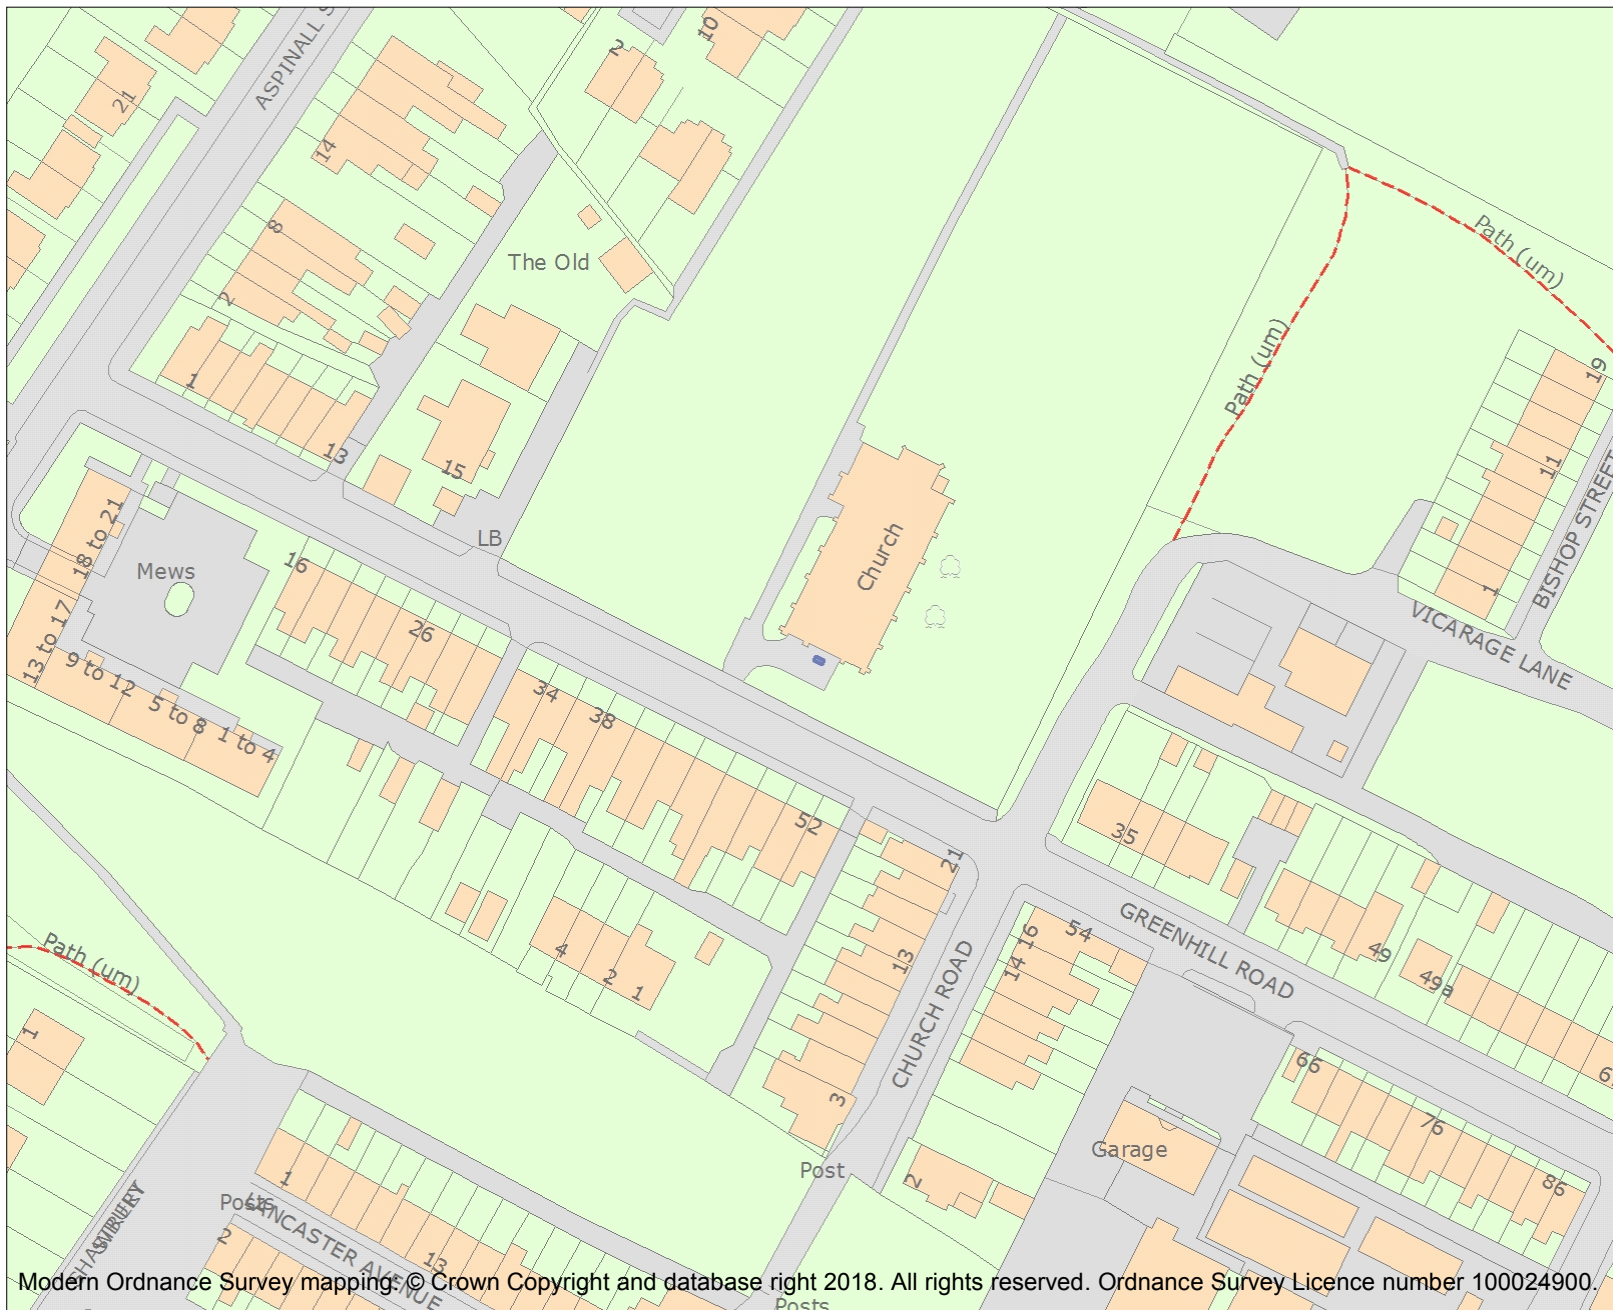 ASPINALL S
2
10
21
14
8
The Old
Path (um)
2
Path (um)
1
19
13
15
11
18 to 21
LB
Church
BISHOP STREET
Mews
16
1
26
VICARAGE LANE
13 to 17
9 to 12
34
5 to 8
38
1 to 4
52
35
21
54
GREENHILL ROAD
16
14
13
49
49a
4
2
1
Path (um)
CHURCH ROAD
1
66
3
76
Garage
Post
1
2
86
Posts
LANCASTER AVENUE
2
13
Modern Ordnance Survey mapping: © Crown Copyright and database right 2018. All rights reserved. Ordnance Survey Licence number 100024900.
Posts